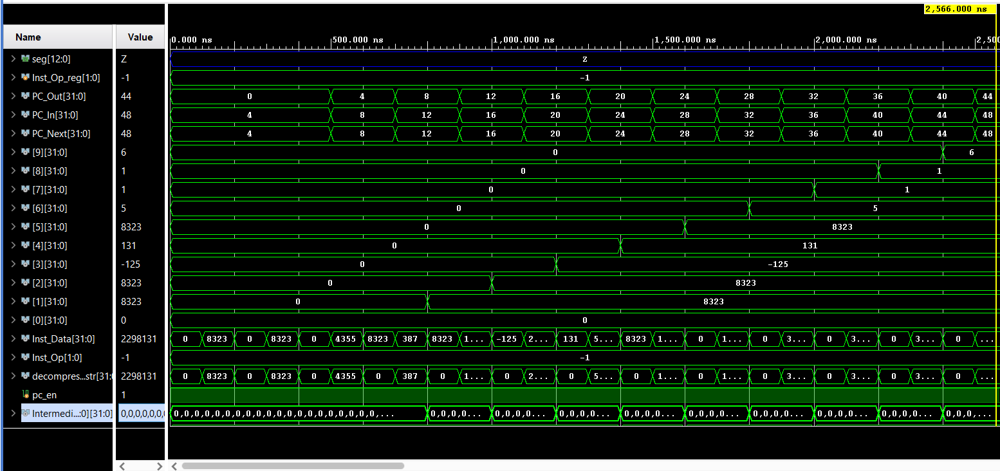 2,566.000 ns
Name Value
0.000 ns 500.000 ns 1,000.000 ns 1,500.000 ns 2,000.000 ns 2,500
seg[12:0] Z Z
Inst_Op_reg[1:0] -1 -1
PC_Out[31:0] 44 0 4 8 12 16 20 24 28 32 36 40 44
PC_In[31:0] 48 4 8 12 16 20 24 28 32 36 40 44 48
PC_Next[31:0] 48 4 8 12 16 20 24 28 32 36 40 44 48
[9][31:0] 6 0 6
[8][31:0] 1 0 1
[7][31:0] 1 0 1
[6][31:0] 5 0 5
[5][31:0] 8323 0 8323
[4][31:0] 131 0 131
[3][31:0] -125 0 -125
[2][31:0] 8323 0 8323
[1][31:0] 8323 0 8323
[0][31:0] 0 0
Inst_Data[31:0] 2298131 0 8323 0 8323 0 4355 8323 387 8323 1... -125 2... 131 5... 8323 1... 0 1... 0 3... 0 3... 0 3... 0 ...
Inst_Op[1:0] -1 -1
decompres...str[31:0 2298131 0 8323 0 8323 0 4355 0 387 0 1... 0 2... 0 5... 0 1... 0 1... 0 3... 0 3... 0 3... 0 ...
pc_en 1
Intermedi...:0][31:0] 0,0,0,0,0,0 0,0,0,0,0,0,0,0,0,0,0,0,0,0,0,0,0,0,0,0,... 0,0,0,0... 0,0,0,0... 0,0,0,0... 0,0,0,0... 0,0,0,0... 0,0,0,0... 0,0,0,0... 0,0,0,0... 0,0,0,...